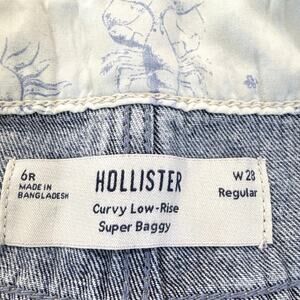 6R
MADE IN
BANGLADESH
HOLLISTER
Curvy Low-Rise
Super Baggy
W 28
Regular